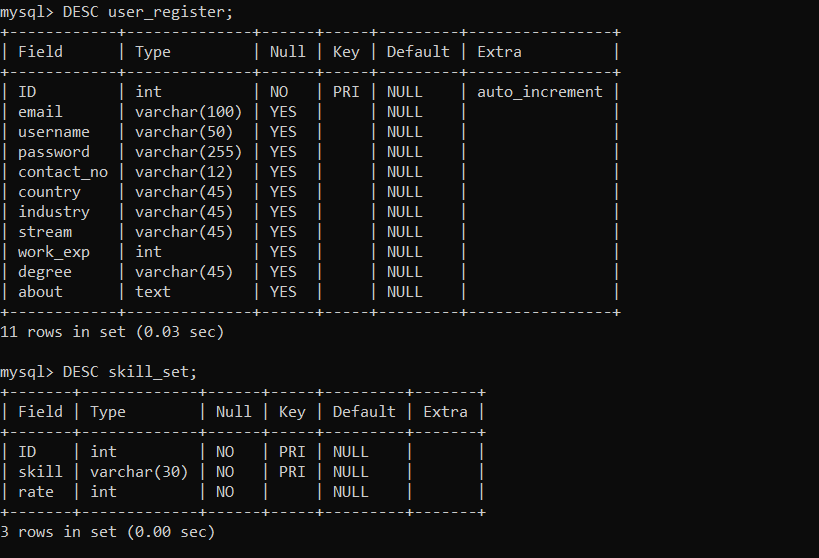 mysql> DESC user_register;
+------------+--------------+------+-----+---------+----------------+
| Field      | Type         | Null | Key | Default | Extra          |
+------------+--------------+------+-----+---------+----------------+
| ID         | int          | NO   | PRI | NULL    | auto_increment |
| email      | varchar(100) | YES  |     | NULL    |                |
| username   | varchar(50)  | YES  |     | NULL    |                |
| password   | varchar(255) | YES  |     | NULL    |                |
| contact_no | varchar(12)  | YES  |     | NULL    |                |
| country    | varchar(45)  | YES  |     | NULL    |                |
| industry   | varchar(45)  | YES  |     | NULL    |                |
| stream     | varchar(45)  | YES  |     | NULL    |                |
| work_exp   | int          | YES  |     | NULL    |                |
| degree     | varchar(45)  | YES  |     | NULL    |                |
| about      | text         | YES  |     | NULL    |                |
+------------+--------------+------+-----+---------+----------------+
11 rows in set (0.03 sec)

mysql> DESC skill_set;
+-------+-------------+------+-----+---------+-------+
| Field | Type        | Null | Key | Default | Extra |
+-------+-------------+------+-----+---------+-------+
| ID    | int         | NO   | PRI | NULL    |       |
| skill | varchar(30) | NO   | PRI | NULL    |       |
| rate  | int         | NO   |     | NULL    |       |
+-------+-------------+------+-----+---------+-------+
3 rows in set (0.00 sec)